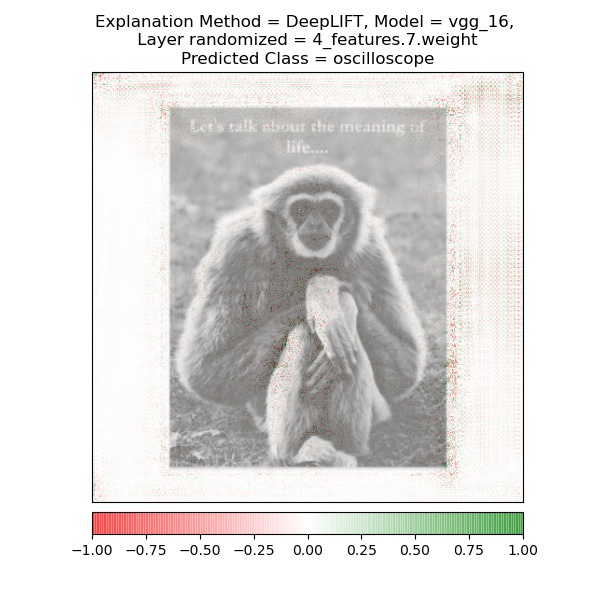 Explanation Method = DeepLIFT, Model = vgg_16,
Layer randomized = 4_features.7.weight
Predicted Class = oscilloscope
Let's talk about the meaning of
life....
−1.00 −0.75 −0.50 −0.25 0.00 0.25 0.50 0.75 1.00